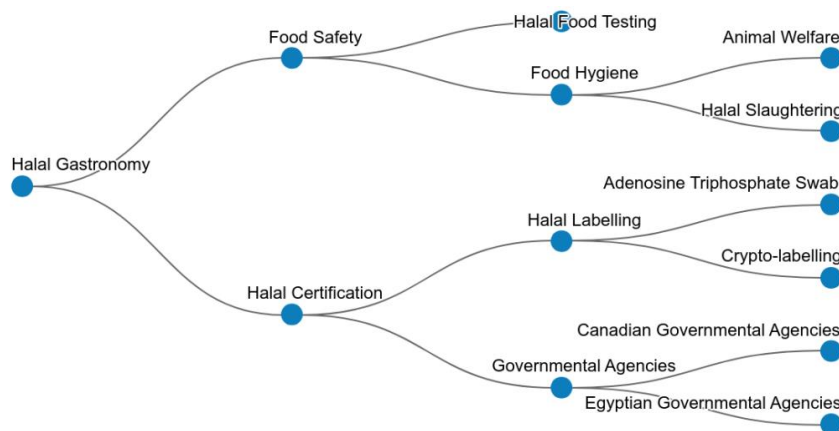 Halal Food Testing
Food Safety
Animal Welfare
Food Hygiene
Halal Slaughtering
Halal Gastronomy
Adenosine Triphosphate Swab
Halal Labelling
Crypto-labelling
Halal Certification
Canadian Governmental Agencies
Governmental Agencies
Egyptian Governmental Agencies